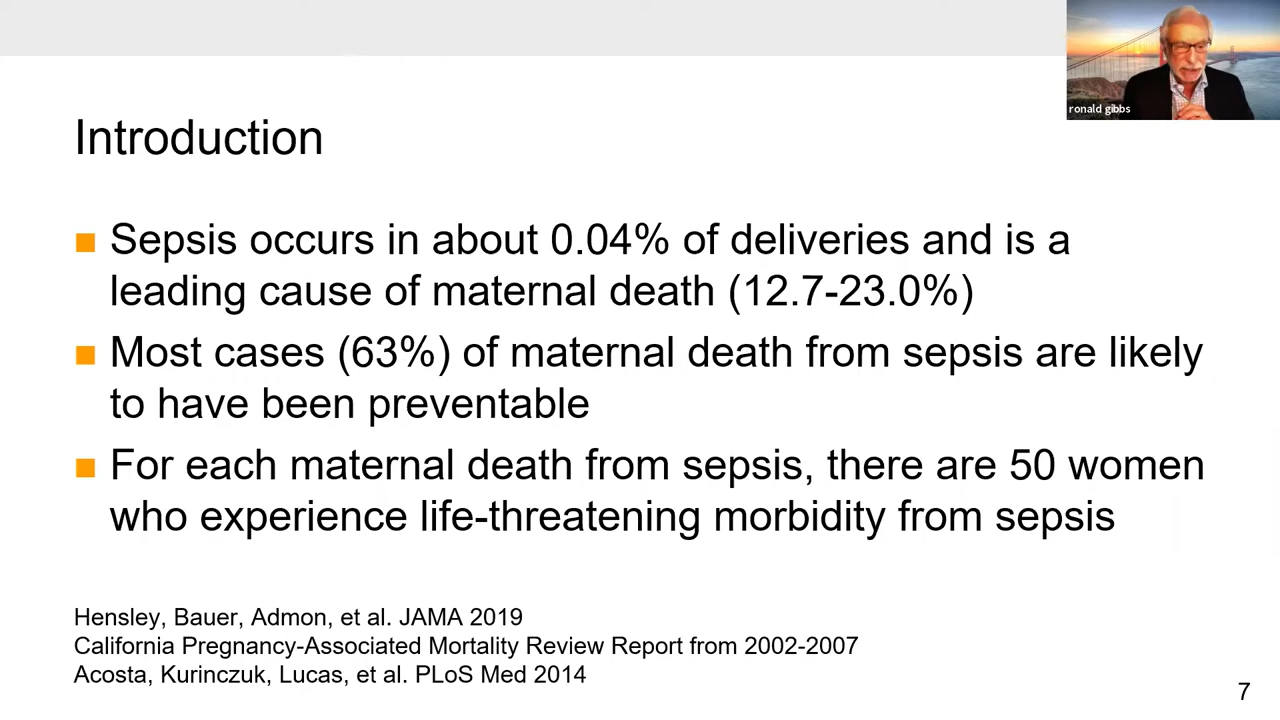 ronald gibbs
Introduction
Sepsis occurs in about 0.04% of deliveries and is a
leading cause of maternal death (12.7-23.0%)
Most cases (63%) of maternal death from sepsis are likely
to have been preventable
For each maternal death from sepsis, there are 50 women
who experience life-threatening morbidity from sepsis
Hensley, Bauer, Admon, et al. JAMA 2019
California Pregnancy-Associated Mortality Review Report from 2002-2007
Acosta, Kurinczuk, Lucas, et al. PLoS Med 2014
7